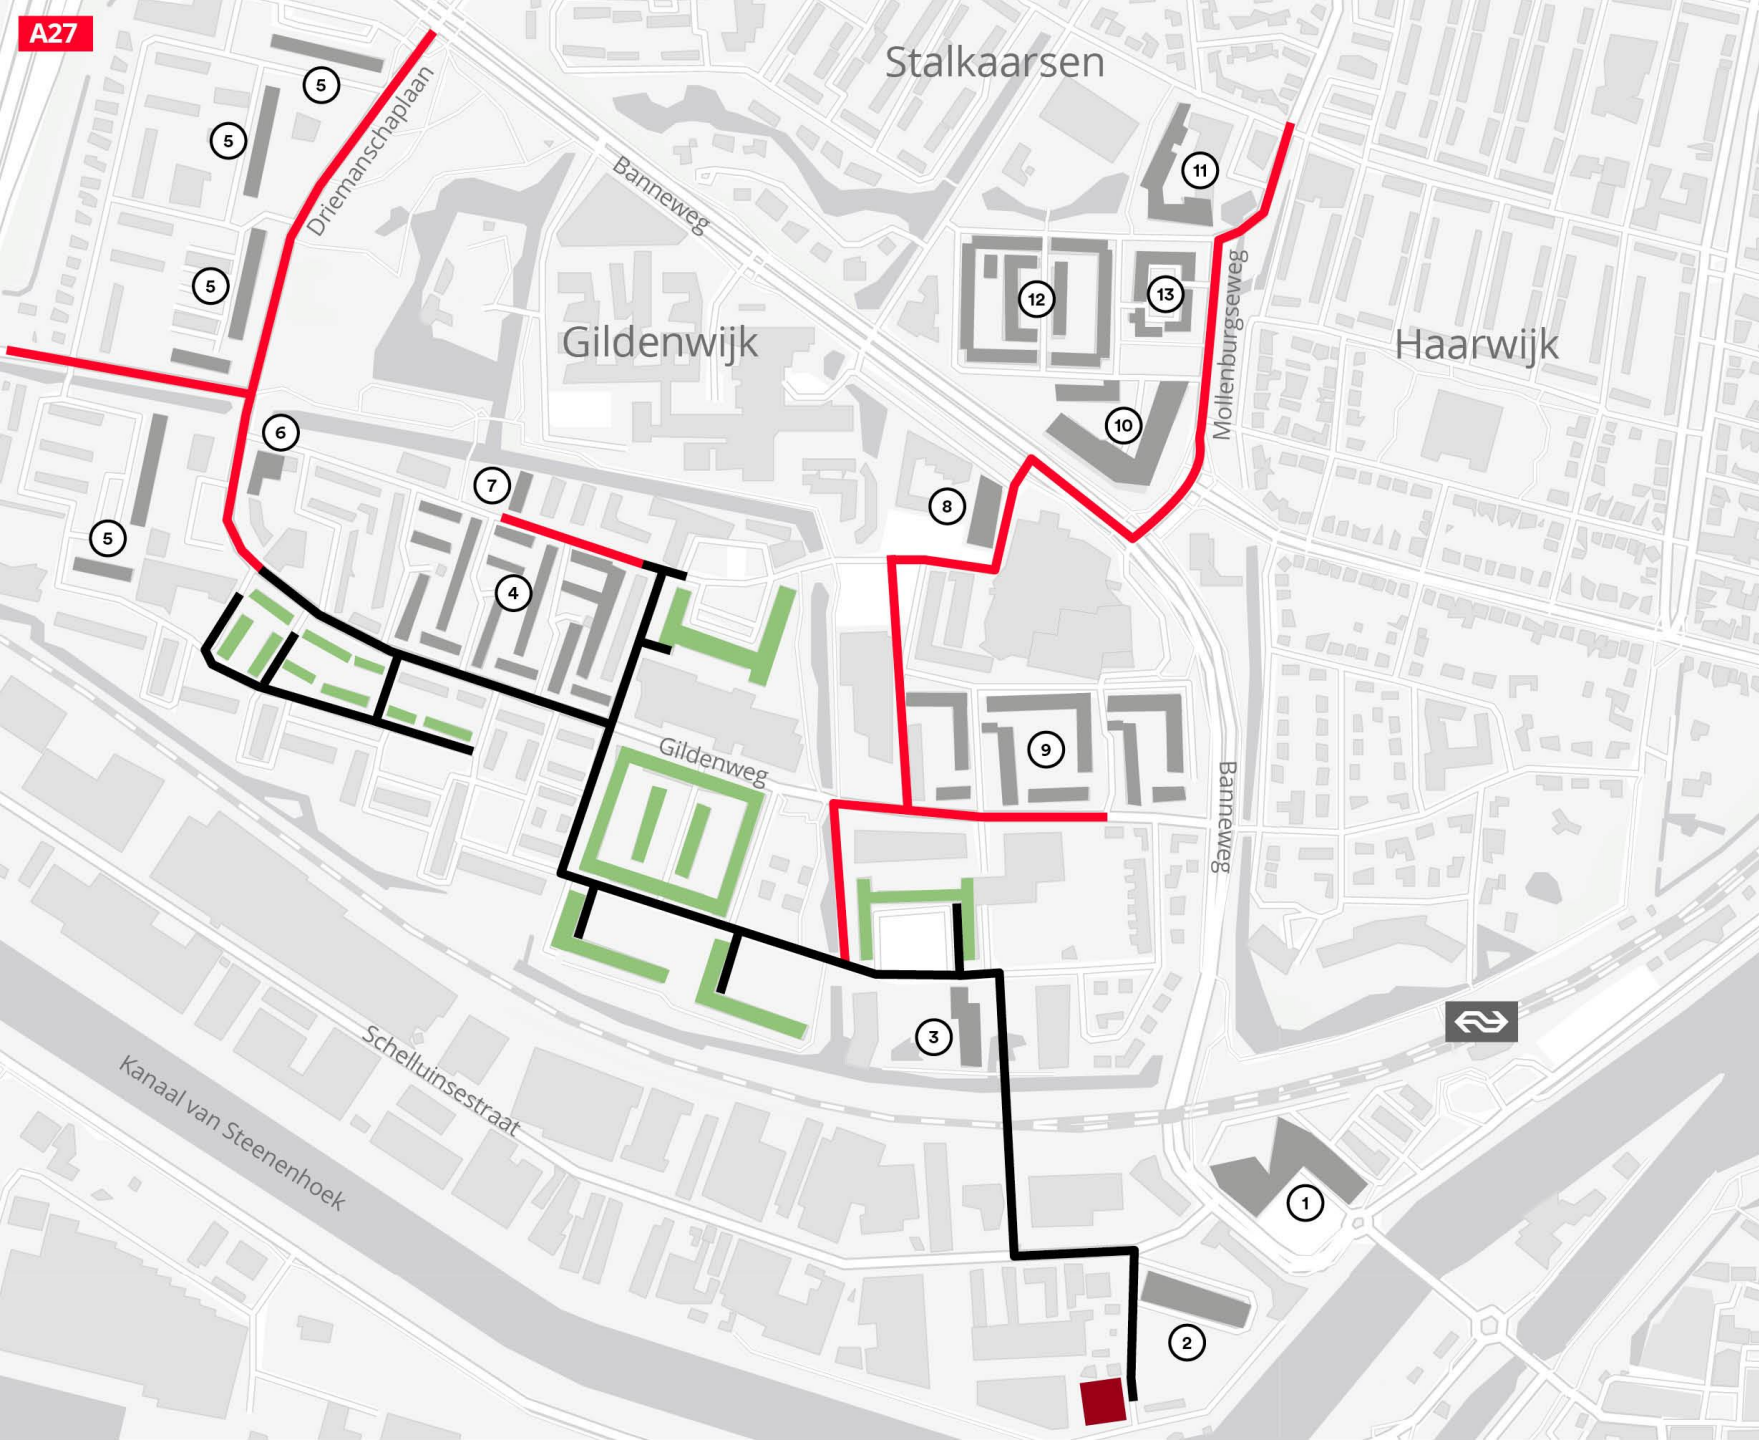 A27
Stalkaarsen
5
Driemanschaplaan
5
Banneweg
11
5
12
13
Mollenburgseweg
Gildenwijk
Haarwijk
6
10
7
8
5
4
Gildenweg
9
Banneweg
3
Schelluinsestraat
Kanaal van Steenenhoek
1
2